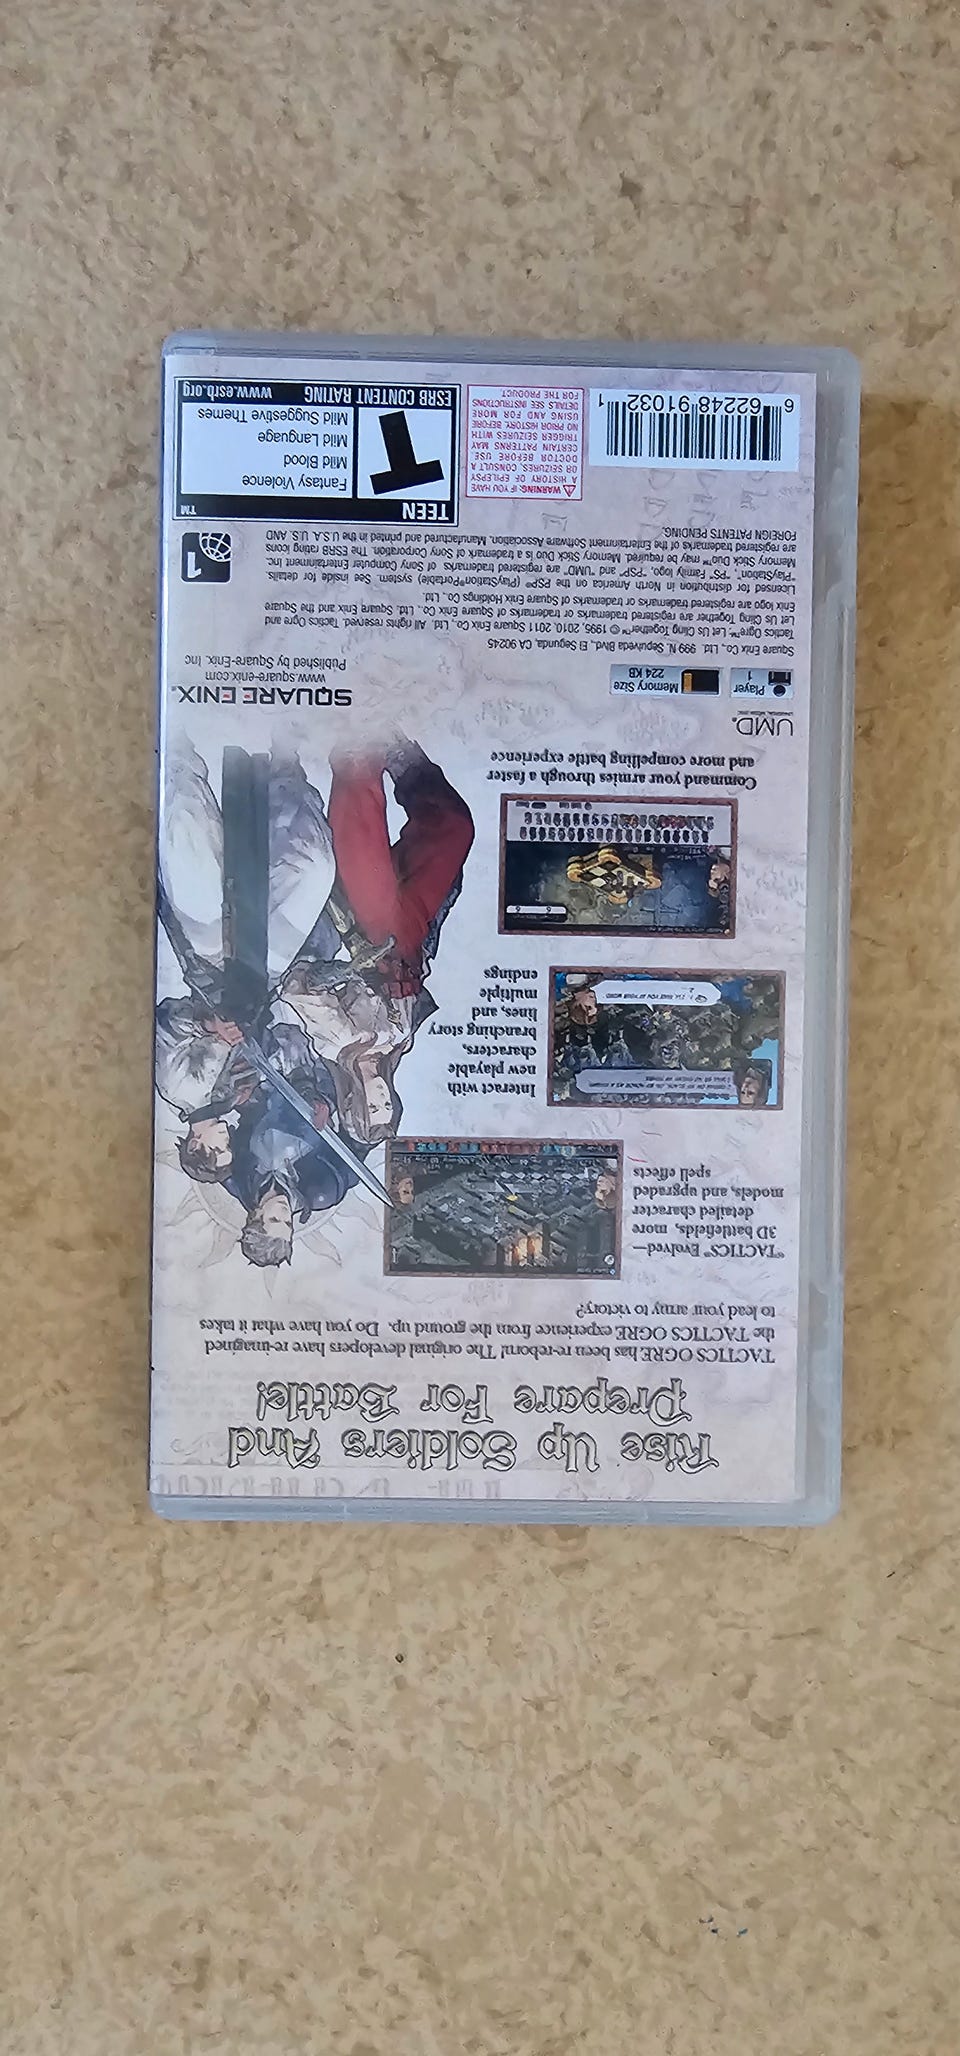 Rise Up Soldiers And
Prepare For Battle!
TACTICS OGRE has been re-reborn! The original developers have re-imagined
the TACTICS OGRE experience from the ground up. Do you have what it takes
to lead your army to victory?
"TACTICS" Evolved—
3D battlefields, more
detailed character
models, and upgraded
spell effects
Interact with
new playable
characters,
branching story
lines, and
multiple
endings
Command your armies through a faster
and more compelling battle experience
UMD.
UNIVERSAL MEDIA DISC
1
Player
Memory Size
224 KB
SQUARE ENIX.
www.square-enix.com
Published by Square-Enix, Inc
Square Enix Co., Ltd. 999 N. Sepulveda Blvd., El Segunda, CA 90245
Tactics Ogre™: Let Us Cling Together™ © 1995, 2010, 2011 Square Enix Co., Ltd. All rights reserved. Tactics Ogre and
Let Us Cling Together are registered trademarks or trademarks of Square Enix Co., Ltd. Square Enix and the Square
Enix logo are registered trademarks or trademarks of Square Enix Holdings Co., Ltd.
Licensed for distribution in North America on the PSP® (PlayStation®Portable) system. See inside for details.
"PlayStation", "PS" Family logo, "PSP" and "UMD" are registered trademarks of Sony Computer Entertainment Inc.
Memory Stick Duo™ may be required. Memory Stick Duo is a trademark of Sony Corporation. The ESRB rating icons
are registered trademarks of the Entertainment Software Association. Manufactured and printed in the U.S.A. U.S. AND
FOREIGN PATENTS PENDING.
1
6 62248 91032 1
WARNING: IF YOU HAVE
A HISTORY OF EPILEPSY
OR SEIZURES, CONSULT A
DOCTOR BEFORE USE.
CERTAIN PATTERNS MAY
TRIGGER SEIZURES WITH
NO PRIOR HISTORY. BEFORE
USING AND FOR MORE
DETAILS SEE INSTRUCTIONS
FOR THE PRODUCT.
TEEN
TM
T
Fantasy Violence
Mild Blood
Mild Language
Mild Suggestive Themes
ESRB CONTENT RATING www.esrb.org